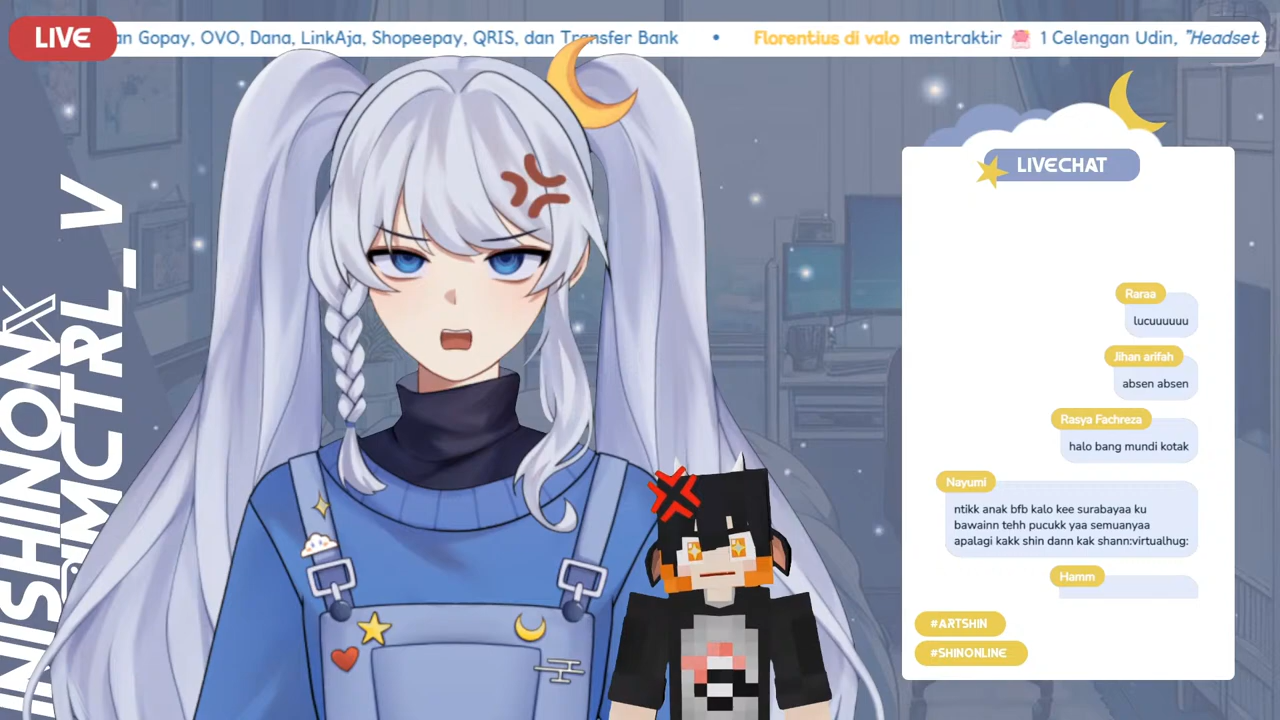 LIVE
an Gopay, OVO, Dana, LinkAja, Shopeepay, QRIS, dan Transfer Bank • Florentius di valo mentraktir 1 Celengan Udin, "Headset
INISHINON
MCTRL_V
LIVECHAT
Raraa
lucuuuuuu
Jihan arifah
absen absen
Rasya Fachreza
halo bang mundi kotak
Nayumi
ntikk anak bfb kalo kee surabayaa ku
bawainn tehh pucukk yaa semuanyaa
apalagi kakk shin dann kak shann:virtualhug:
Hamm
#ARTSHIN
#SHINONLINE